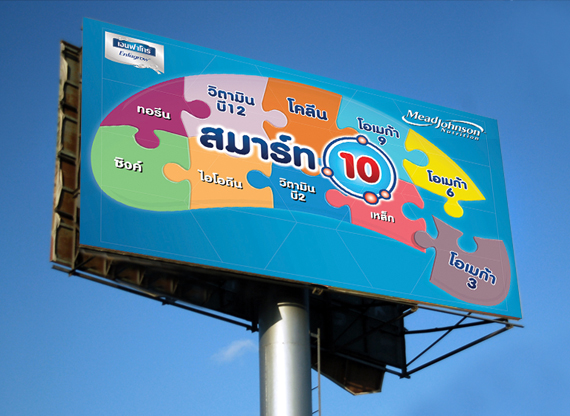 เอนฟาโกร
Enfagrow
MeadJohnson
Nutrition
ทอรีน
วิตามิน
บี12
โคลีน
โอเมก้า
9
โอเมก้า
6
สมาร์ท 10
ซิงค์
ไอโอดีน
วิตามิน
บี2
เหล็ก
โอเมก้า
3